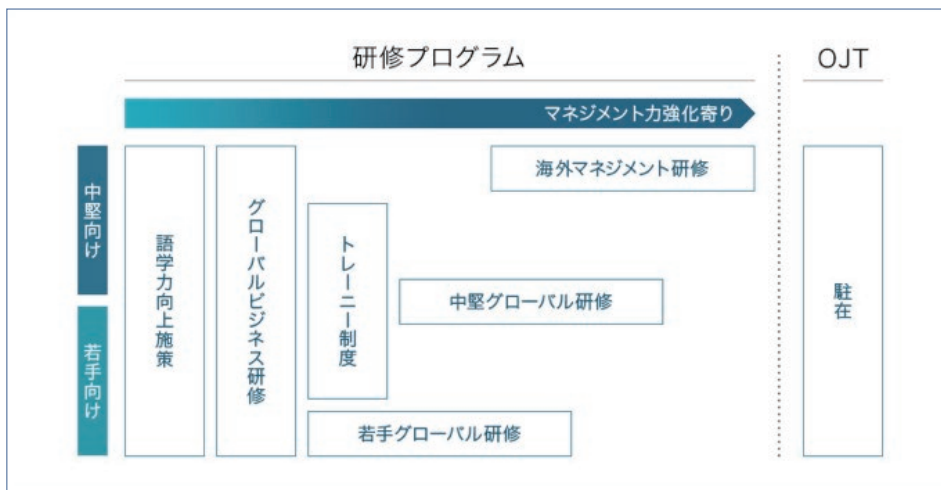 研修プログラム
OJT
マネジメント力強化寄り
中堅向け
若手向け
語学力向上施策
グローバルビジネス研修
トレーニー制度
海外マネジメント研修
中堅グローバル研修
若手グローバル研修
駐在